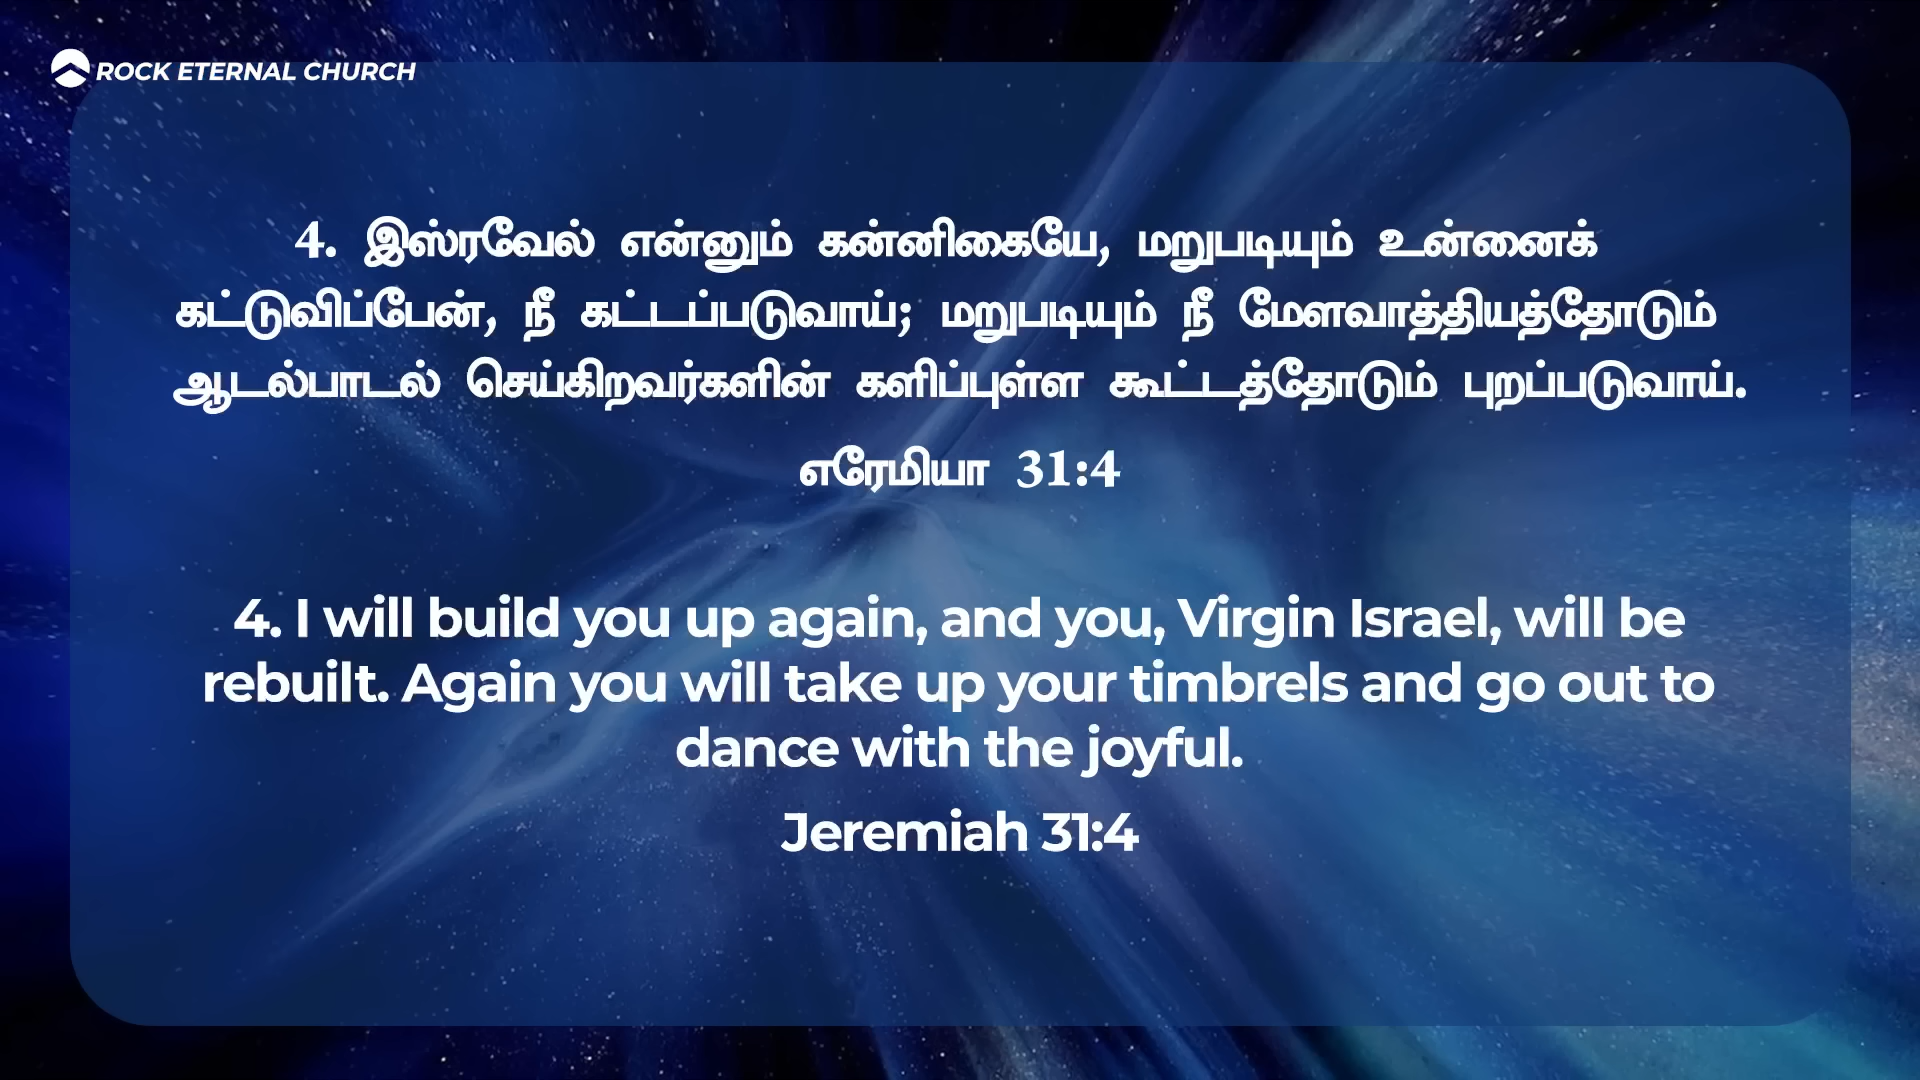 ROCK ETERNAL CHURCH
4. இஸ்ரவேல் என்னும் கன்னிகையே, மறுபடியும் உன்னைக்
கட்டுவிப்பேன், நீ கட்டப்படுவாய்; மறுபடியும் நீ மேளவாத்தியத்தோடும்
ஆடல்பாடல் செய்கிறவர்களின் களிப்புள்ள கூட்டத்தோடும் புறப்படுவாய்.
எரேமியா 31:4
4. I will build you up again, and you, Virgin Israel, will be
rebuilt. Again you will take up your timbrels and go out to
dance with the joyful.
Jeremiah 31:4